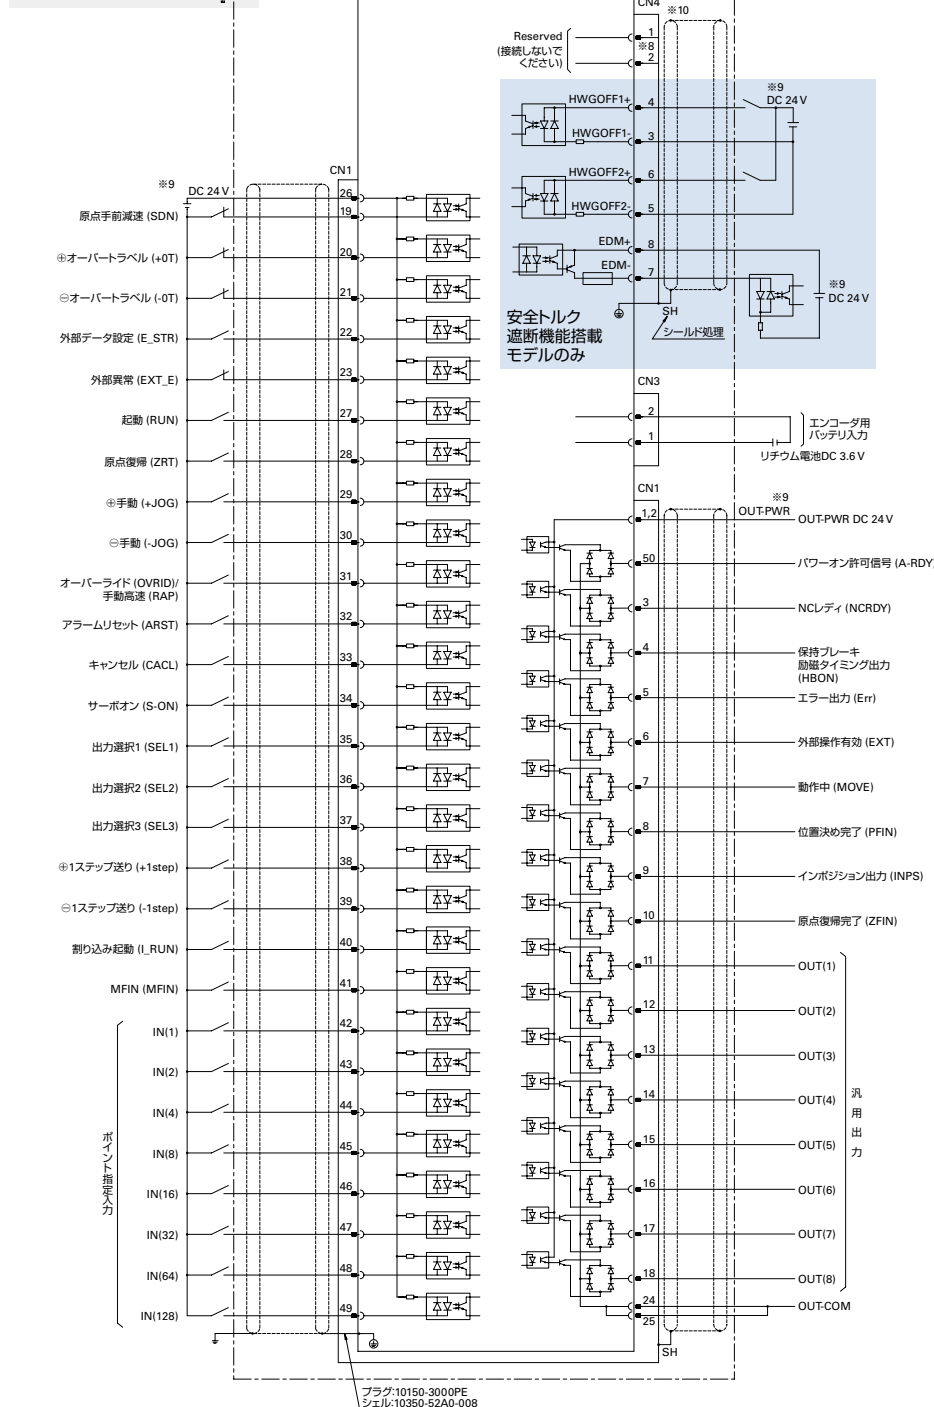 CN4
※10
Reserved
(接続しないで
ください)
1
※8
2
HWGOFF1+
4
※9
DC 24 V
HWGOFF1-
3
HWGOFF2+
6
HWGOFF2-
5
EDM+
8
EDM-
7
※9
DC 24 V
SH
シールド処理
安全トルク
遮断機能搭載
モデルのみ
CN3
2
1
エンコーダ用
バッテリ入力
リチウム電池DC 3.6 V
CN1
※9
DC 24 V
26
原点手前減速 (SDN)
19
⊕オーバートラベル (+0T)
20
⊖オーバートラベル (-0T)
21
外部データ設定 (E_STR)
22
外部異常 (EXT_E)
23
起動 (RUN)
27
原点復帰 (ZRT)
28
⊕手動 (+JOG)
29
⊖手動 (-JOG)
30
オーバーライド (OVRID)/
手動高速 (RAP)
31
アラームリセット (ARST)
32
キャンセル (CACL)
33
サーボオン (S-ON)
34
出力選択1 (SEL1)
35
出力選択2 (SEL2)
36
出力選択3 (SEL3)
37
⊕1ステップ送り (+1step)
38
⊖1ステップ送り (-1step)
39
割り込み起動 (I_RUN)
40
MFIN (MFIN)
41
ポイント指定入力
IN(1)
42
IN(2)
43
IN(4)
44
IN(8)
45
IN(16)
46
IN(32)
47
IN(64)
48
IN(128)
49
CN1
※9
OUT-PWR
1,2
OUT-PWR DC 24 V
50
パワーオン許可信号 (A-RDY)
3
NCレディ (NCRDY)
4
保持ブレーキ
励磁タイミング出力
(HBON)
5
エラー出力 (Err)
6
外部操作有効 (EXT)
7
動作中 (MOVE)
8
位置決め完了 (PFIN)
9
インポジション出力 (INPS)
10
原点復帰完了 (ZFIN)
11
OUT(1)
12
OUT(2)
13
OUT(3)
14
OUT(4)
15
OUT(5)
16
OUT(6)
17
OUT(7)
18
OUT(8)
汎用出力
24
OUT-COM
25
SH
プラグ:10150-3000PE
シェル:10350-52A0-008